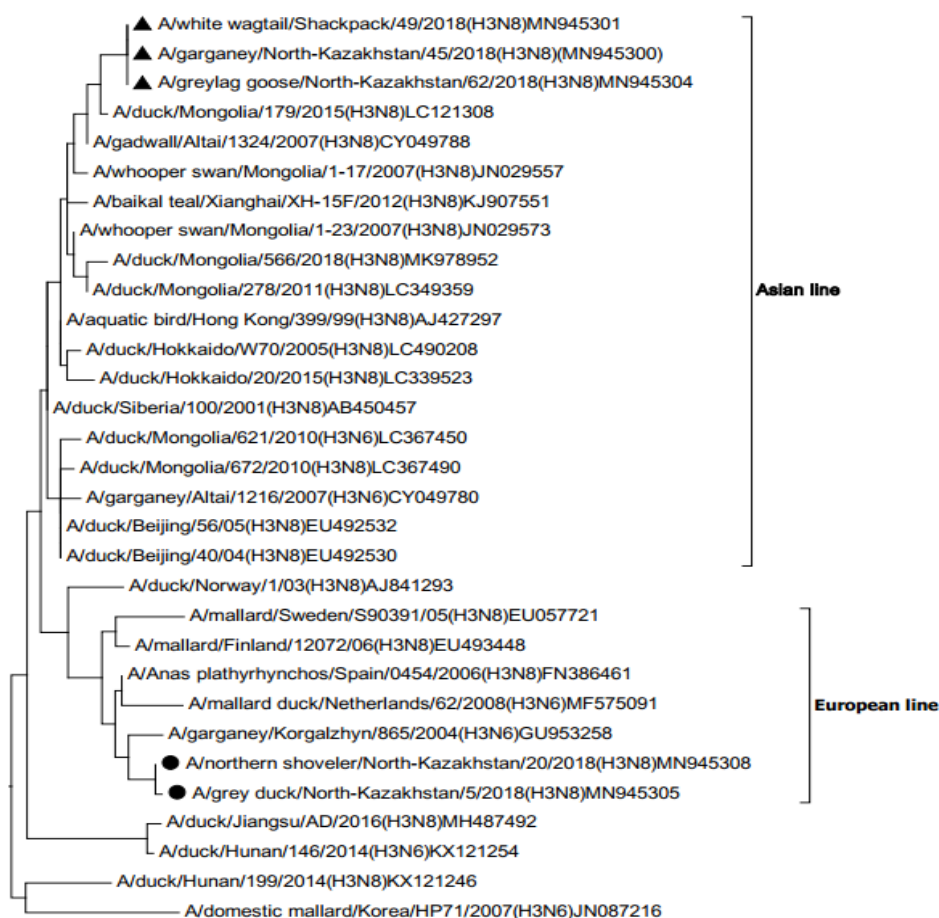 A/white wagtail/Shackpack/49/2018(H3N8)MN945301
A/garganey/North-Kazakhstan/45/2018(H3N8)(MN945300)
A/greylag goose/North-Kazakhstan/62/2018(H3N8)MN945304
A/duck/Mongolia/179/2015(H3N8)LC121308
A/gadwall/Altai/1324/2007(H3N8)CY049788
A/whooper swan/Mongolia/1-17/2007(H3N8)JN029557
A/baikal teal/Xianghai/XH-15F/2012(H3N8)KJ907551
A/whooper swan/Mongolia/1-23/2007(H3N8)JN029573
A/duck/Mongolia/566/2018(H3N8)MK978952
A/duck/Mongolia/278/2011(H3N8)LC349359
Asian line
A/aquatic bird/Hong Kong/399/99(H3N8)AJ427297
A/duck/Hokkaido/W70/2005(H3N8)LC490208
A/duck/Hokkaido/20/2015(H3N8)LC339523
A/duck/Siberia/100/2001(H3N8)AB450457
A/duck/Mongolia/621/2010(H3N6)LC367450
A/duck/Mongolia/672/2010(H3N8)LC367490
A/garganey/Altai/1216/2007(H3N6)CY049780
A/duck/Beijing/56/05(H3N8)EU492532
A/duck/Beijing/40/04(H3N8)EU492530
A/duck/Norway/1/03(H3N8)AJ841293
A/mallard/Sweden/S90391/05(H3N8)EU057721
A/mallard/Finland/12072/06(H3N8)EU493448
A/Anas plathyrhynchos/Spain/0454/2006(H3N8)FN386461
A/mallard duck/Netherlands/62/2008(H3N6)MF575091
European line
A/garganey/Korgalzhyn/865/2004(H3N6)GU953258
A/northern shoveler/North-Kazakhstan/20/2018(H3N8)MN945308
A/grey duck/North-Kazakhstan/5/2018(H3N8)MN945305
A/duck/Jiangsu/AD/2016(H3N8)MH487492
A/duck/Hunan/146/2014(H3N6)KX121254
A/duck/Hunan/199/2014(H3N8)KX121246
A/domestic mallard/Korea/HP71/2007(H3N6)JN087216